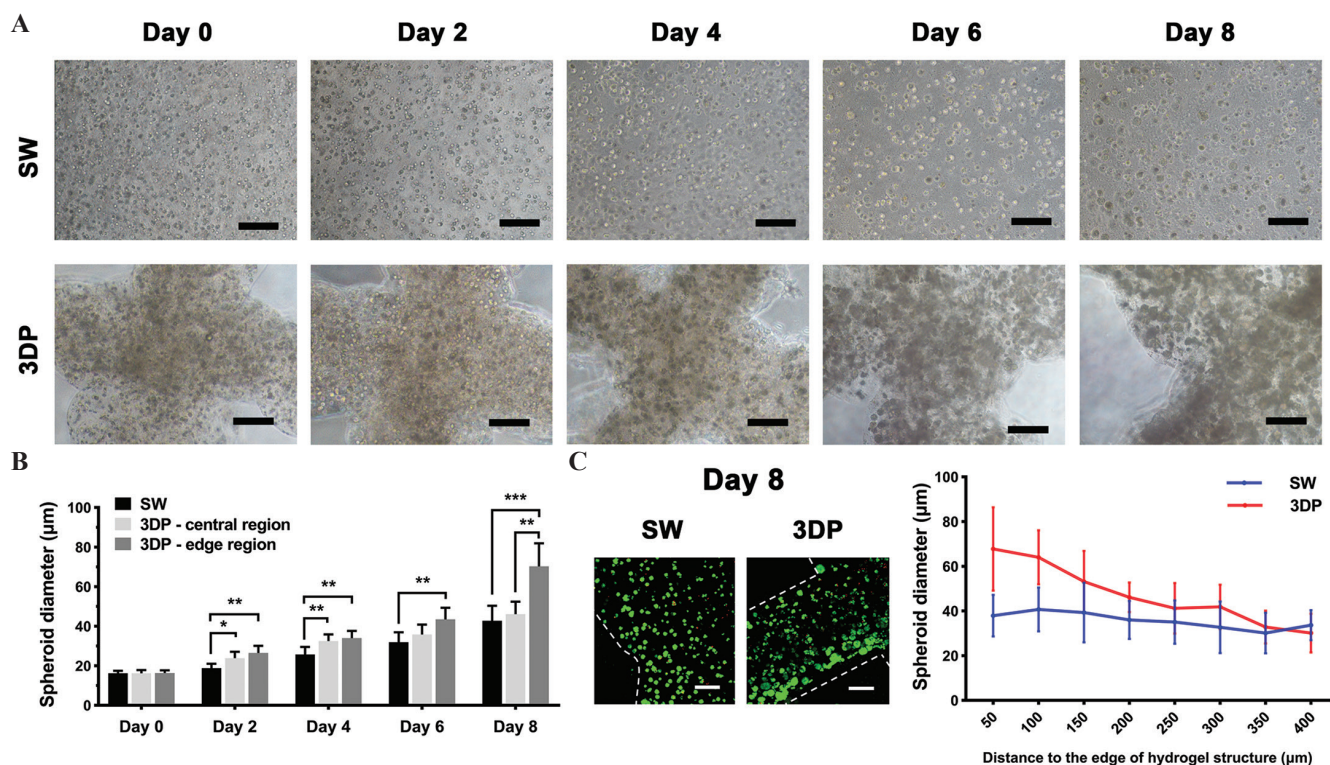 A
Day 0 Day 2 Day 4 Day 6 Day 8
SW
3DP
B
Spheroid diameter (μm)
100
80
60
40
20
0
SW
3DP - central region
3DP - edge region
**
*
**
**
**
***
**
Day 0 Day 2 Day 4 Day 6 Day 8
C
Day 8
SW 3DP
Spheroid diameter (μm)
100
80
60
40
20
0
SW
3DP
50 100 150 200 250 300 350 400
Distance to the edge of hydrogel structure (μm)